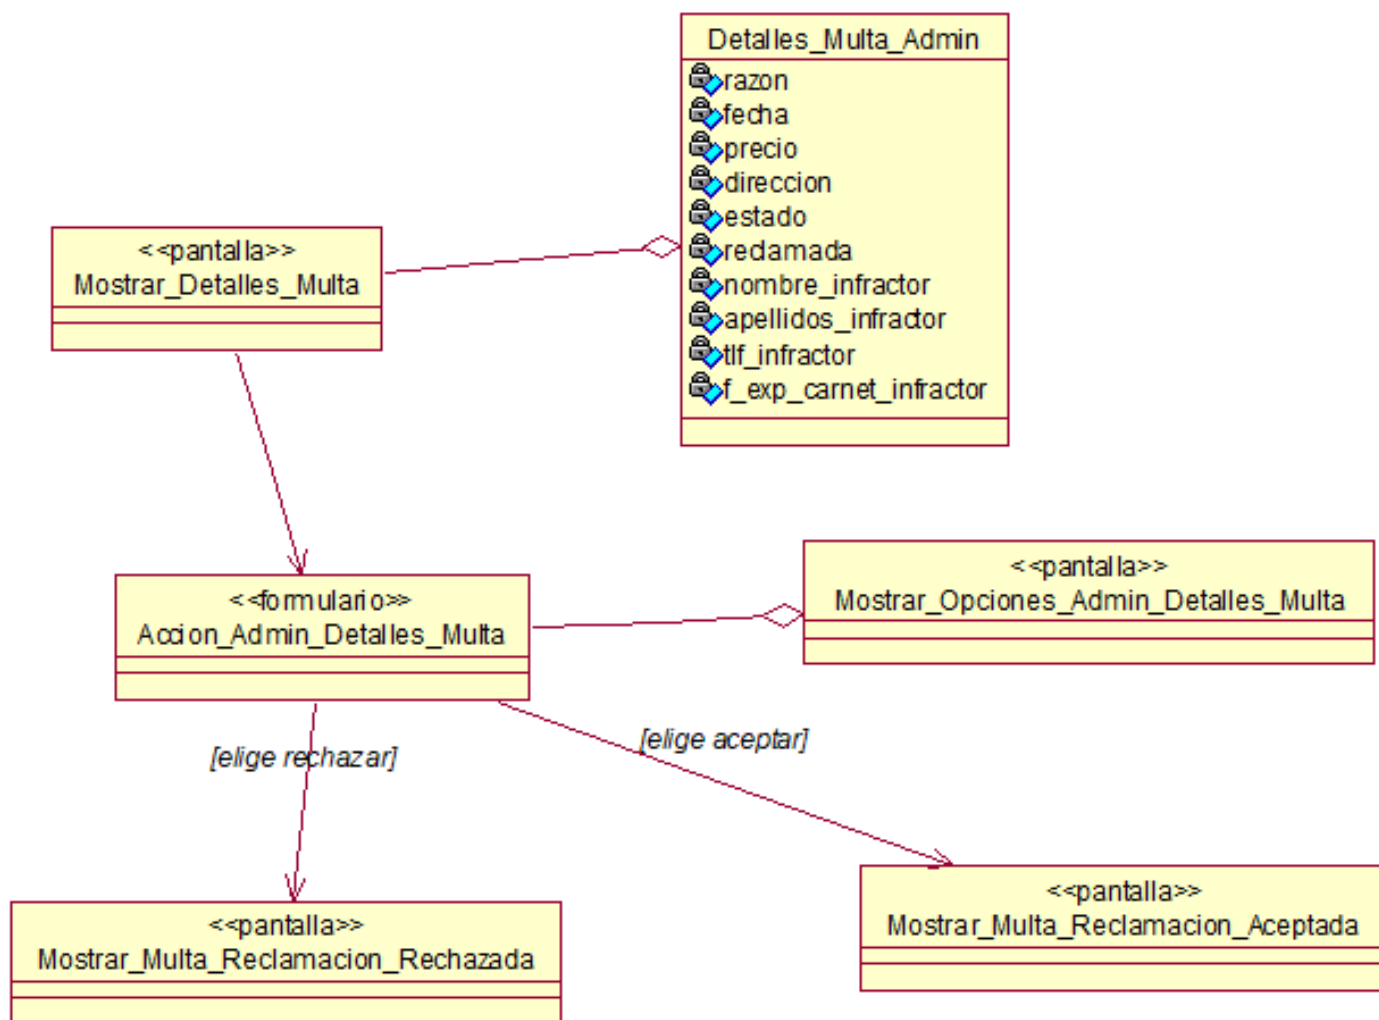 Detalles_Multa_Admin
razon
fecha
precio
direccion
estado
reclamada
nombre_infractor
apellidos_infractor
tlf_infractor
f_exp_carnet_infractor
<<pantalla>>
Mostrar_Detalles_Multa
<<pantalla>>
Mostrar_Opciones_Admin_Detalles_Multa
<<formulario>>
Accion_Admin_Detalles_Multa
[elige rechazar]
[elige aceptar]
<<pantalla>>
Mostrar_Multa_Reclamacion_Aceptada
<<pantalla>>
Mostrar_Multa_Reclamacion_Rechazada